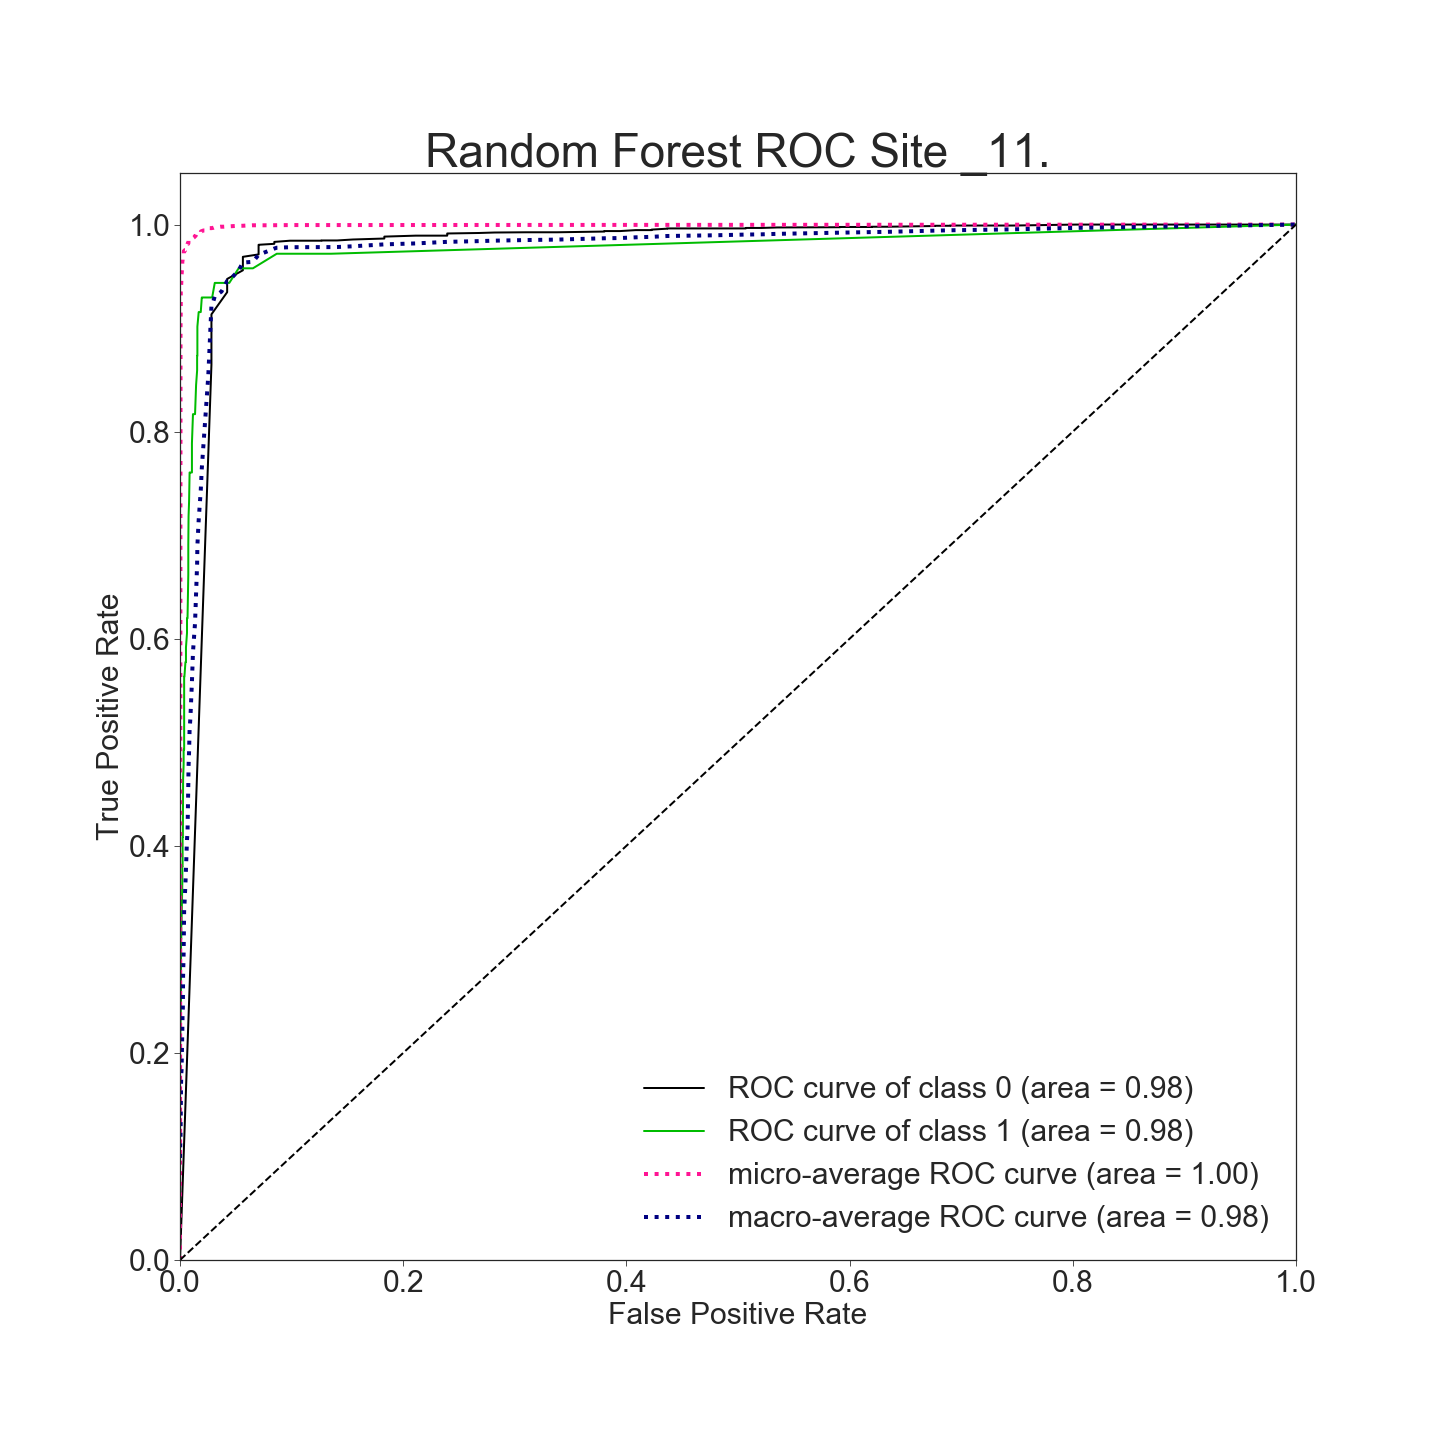 Random Forest ROC Site _11.
1.0
0.8
0.6
0.4
0.2
0.0
True Positive Rate
ROC curve of class 0 (area = 0.98)
ROC curve of class 1 (area = 0.98)
micro-average ROC curve (area = 1.00)
macro-average ROC curve (area = 0.98)
0.0 0.2 0.4 0.6 0.8 1.0
False Positive Rate